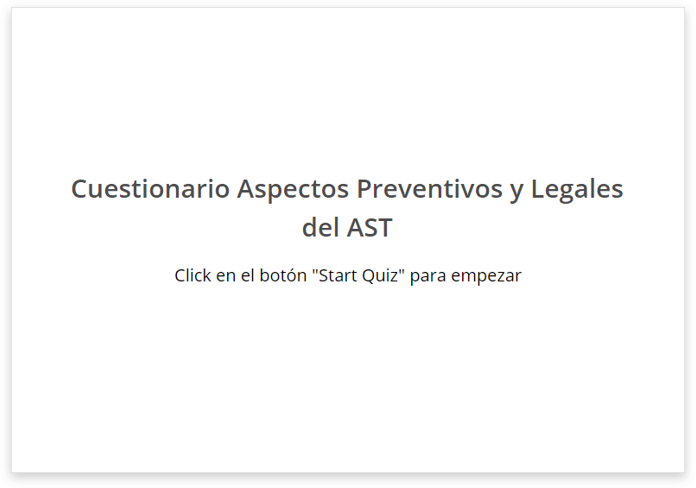 Cuestionario Aspectos Preventivos y Legales
del AST
Click en el botón "Start Quiz" para empezar